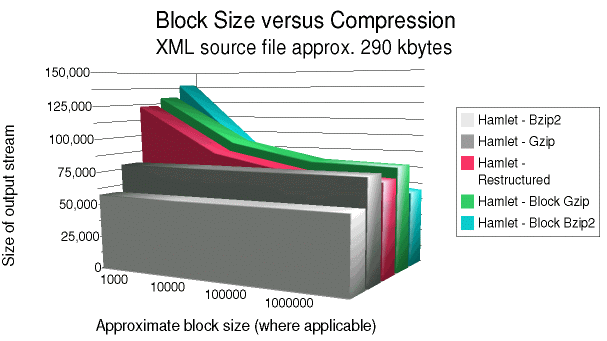 Block Size versus Compression
XML source file approx. 290 kbytes
Size of output stream
150,000
125,000
100,000
75,000
50,000
25,000
0
1000
10000
100000
1000000
Approximate block size (where applicable)
Hamlet - Bzip2
Hamlet - Gzip
Hamlet -
Restructured
Hamlet - Block Gzip
Hamlet - Block Bzip2